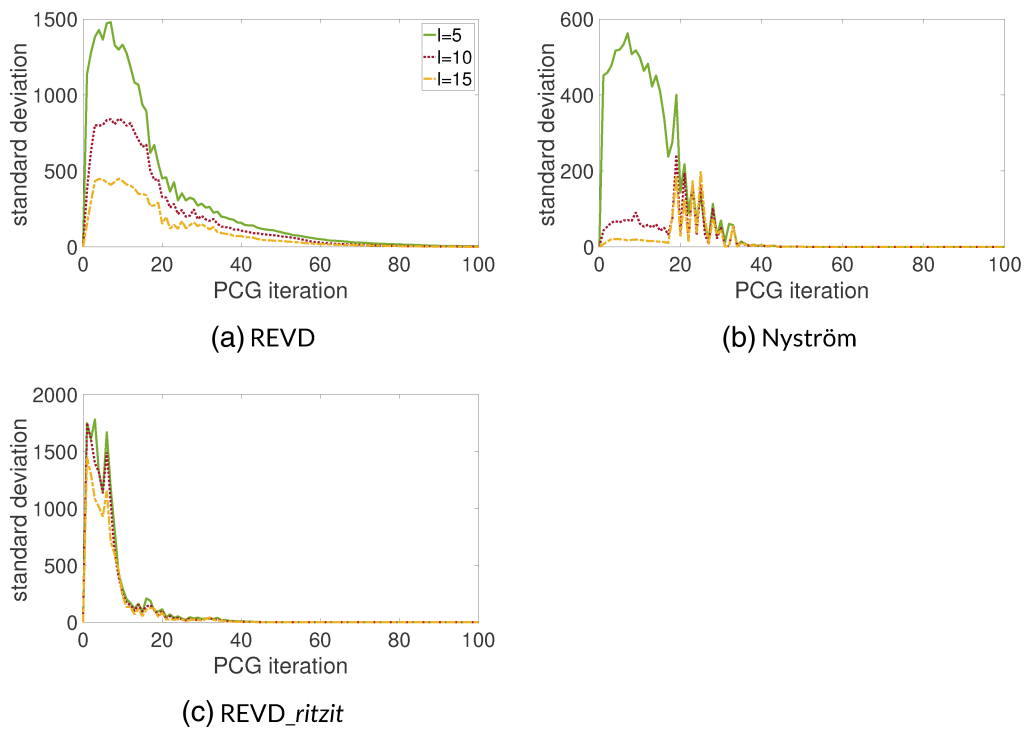 1500
1000
500
0
0 20 40 60 80 100
standard deviation
PCG iteration
l=5
l=10
l=15
(a) REVD
600
400
200
0
0 20 40 60 80 100
standard deviation
PCG iteration
(b) Nyström
2000
1500
1000
500
0
0 20 40 60 80 100
standard deviation
PCG iteration
(c) REVD_ritzit